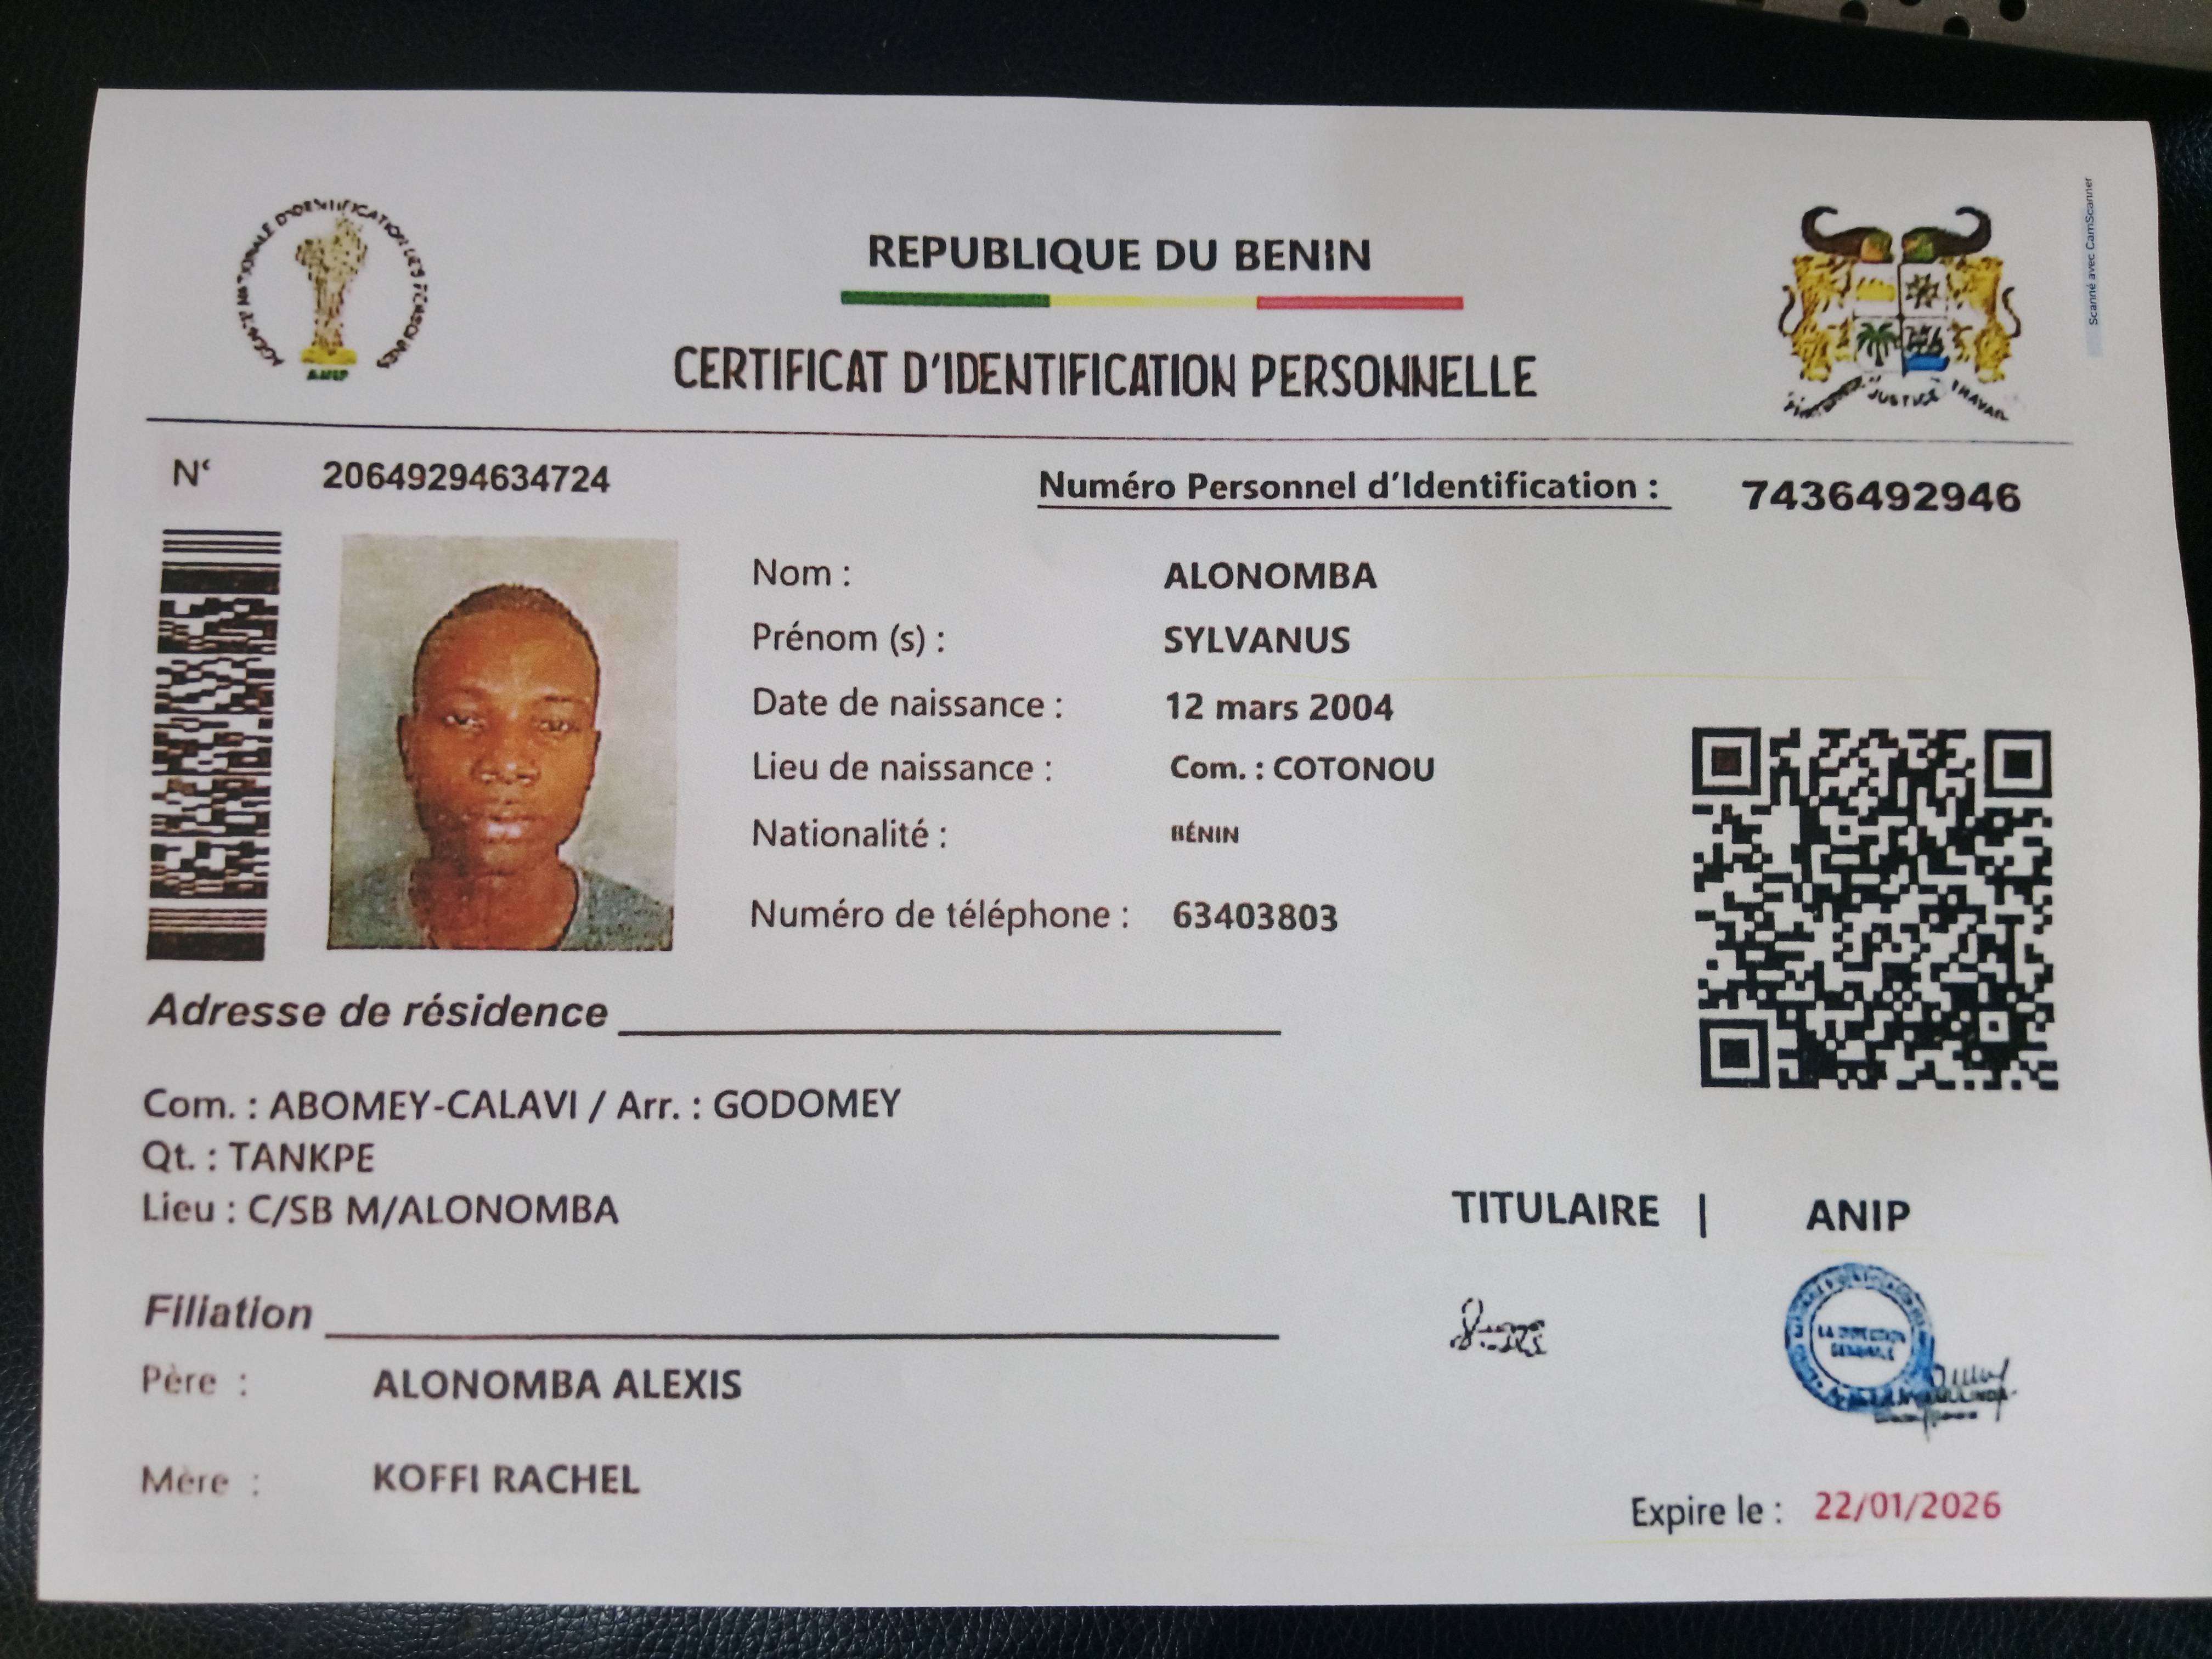 AGENCE NATIONALE D'IDENTIFICATION DES PERSONNES
ANIP
REPUBLIQUE DU BENIN
CERTIFICAT D'IDENTIFICATION PERSONNELLE
JUSTICE TRAVAIL
Scanné avec CamScanner
N° 20649294634724
Numéro Personnel d'Identification : 7436492946
Nom : ALONOMBA
Prénom (s) : SYLVANUS
Date de naissance : 12 mars 2004
Lieu de naissance : Com. : COTONOU
Nationalité : BÉNIN
Numéro de téléphone : 63403803
Adresse de résidence
Com. : ABOMEY-CALAVI / Arr. : GODOMEY
Qt. : TANKPE
Lieu : C/SB M/ALONOMBA
TITULAIRE | ANIP
LA DIRECTION
GENERALE
Filiation
Père : ALONOMBA ALEXIS
Mère : KOFFI RACHEL
Expire le : 22/01/2026